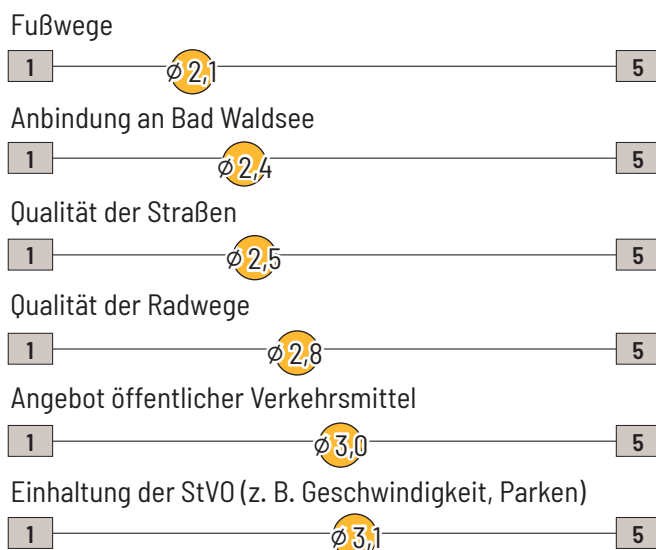 Fußwege
1 ø 2,1 5
Anbindung an Bad Waldsee
1 ø 2,4 5
Qualität der Straßen
1 ø 2,5 5
Qualität der Radwege
1 ø 2,8 5
Angebot öffentlicher Verkehrsmittel
1 ø 3,0 5
Einhaltung der StVO (z. B. Geschwindigkeit, Parken)
1 ø 3,1 5